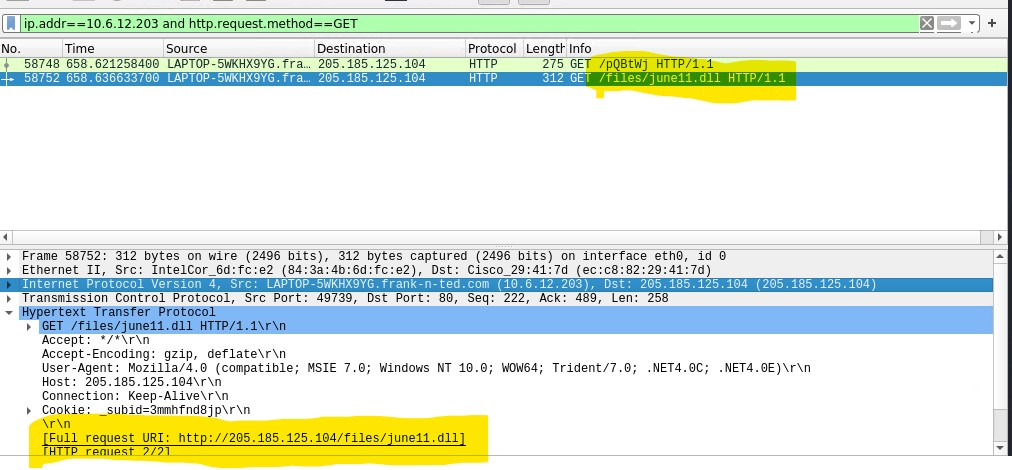 ip.addr==10.6.12.203 and http.request.method==GET
No. Time Source Destination Protocol Length Info
58748 658.621258400 LAPTOP-5WKHX9YG.fra… 205.185.125.104 HTTP 275 GET /pQBtWj HTTP/1.1
58752 658.636633700 LAPTOP-5WKHX9YG.fra… 205.185.125.104 HTTP 312 GET /files/june11.dll HTTP/1.1
Frame 58752: 312 bytes on wire (2496 bits), 312 bytes captured (2496 bits) on interface eth0, id 0
Ethernet II, Src: IntelCor_6d:fc:e2 (84:3a:4b:6d:fc:e2), Dst: Cisco_29:41:7d (ec:c8:82:29:41:7d)
Internet Protocol Version 4, Src: LAPTOP-5WKHX9YG.frank-n-ted.com (10.6.12.203), Dst: 205.185.125.104 (205.185.125.104)
Transmission Control Protocol, Src Port: 49739, Dst Port: 80, Seq: 222, Ack: 489, Len: 258
Hypertext Transfer Protocol
GET /files/june11.dll HTTP/1.1\r\n
Accept: */*\r\n
Accept-Encoding: gzip, deflate\r\n
User-Agent: Mozilla/4.0 (compatible; MSIE 7.0; Windows NT 10.0; WOW64; Trident/7.0; .NET4.0C; .NET4.0E)\r\n
Host: 205.185.125.104\r\n
Connection: Keep-Alive\r\n
Cookie: _subid=3mmhfnd8jp\r\n
\r\n
[Full request URI: http://205.185.125.104/files/june11.dll]
[HTTP request 2/2]